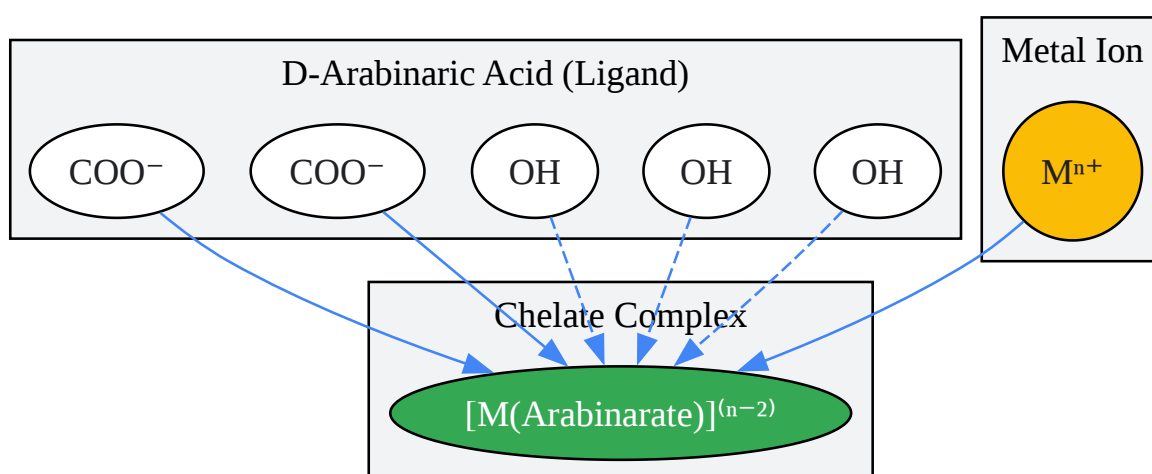 D-Arabinaric Acid (Ligand)
Metal Ion
COO⁻
COO⁻
OH
OH
OH
Mⁿ⁺
Chelate Complex
[M(Arabinarate)]⁽ⁿ⁻²⁾